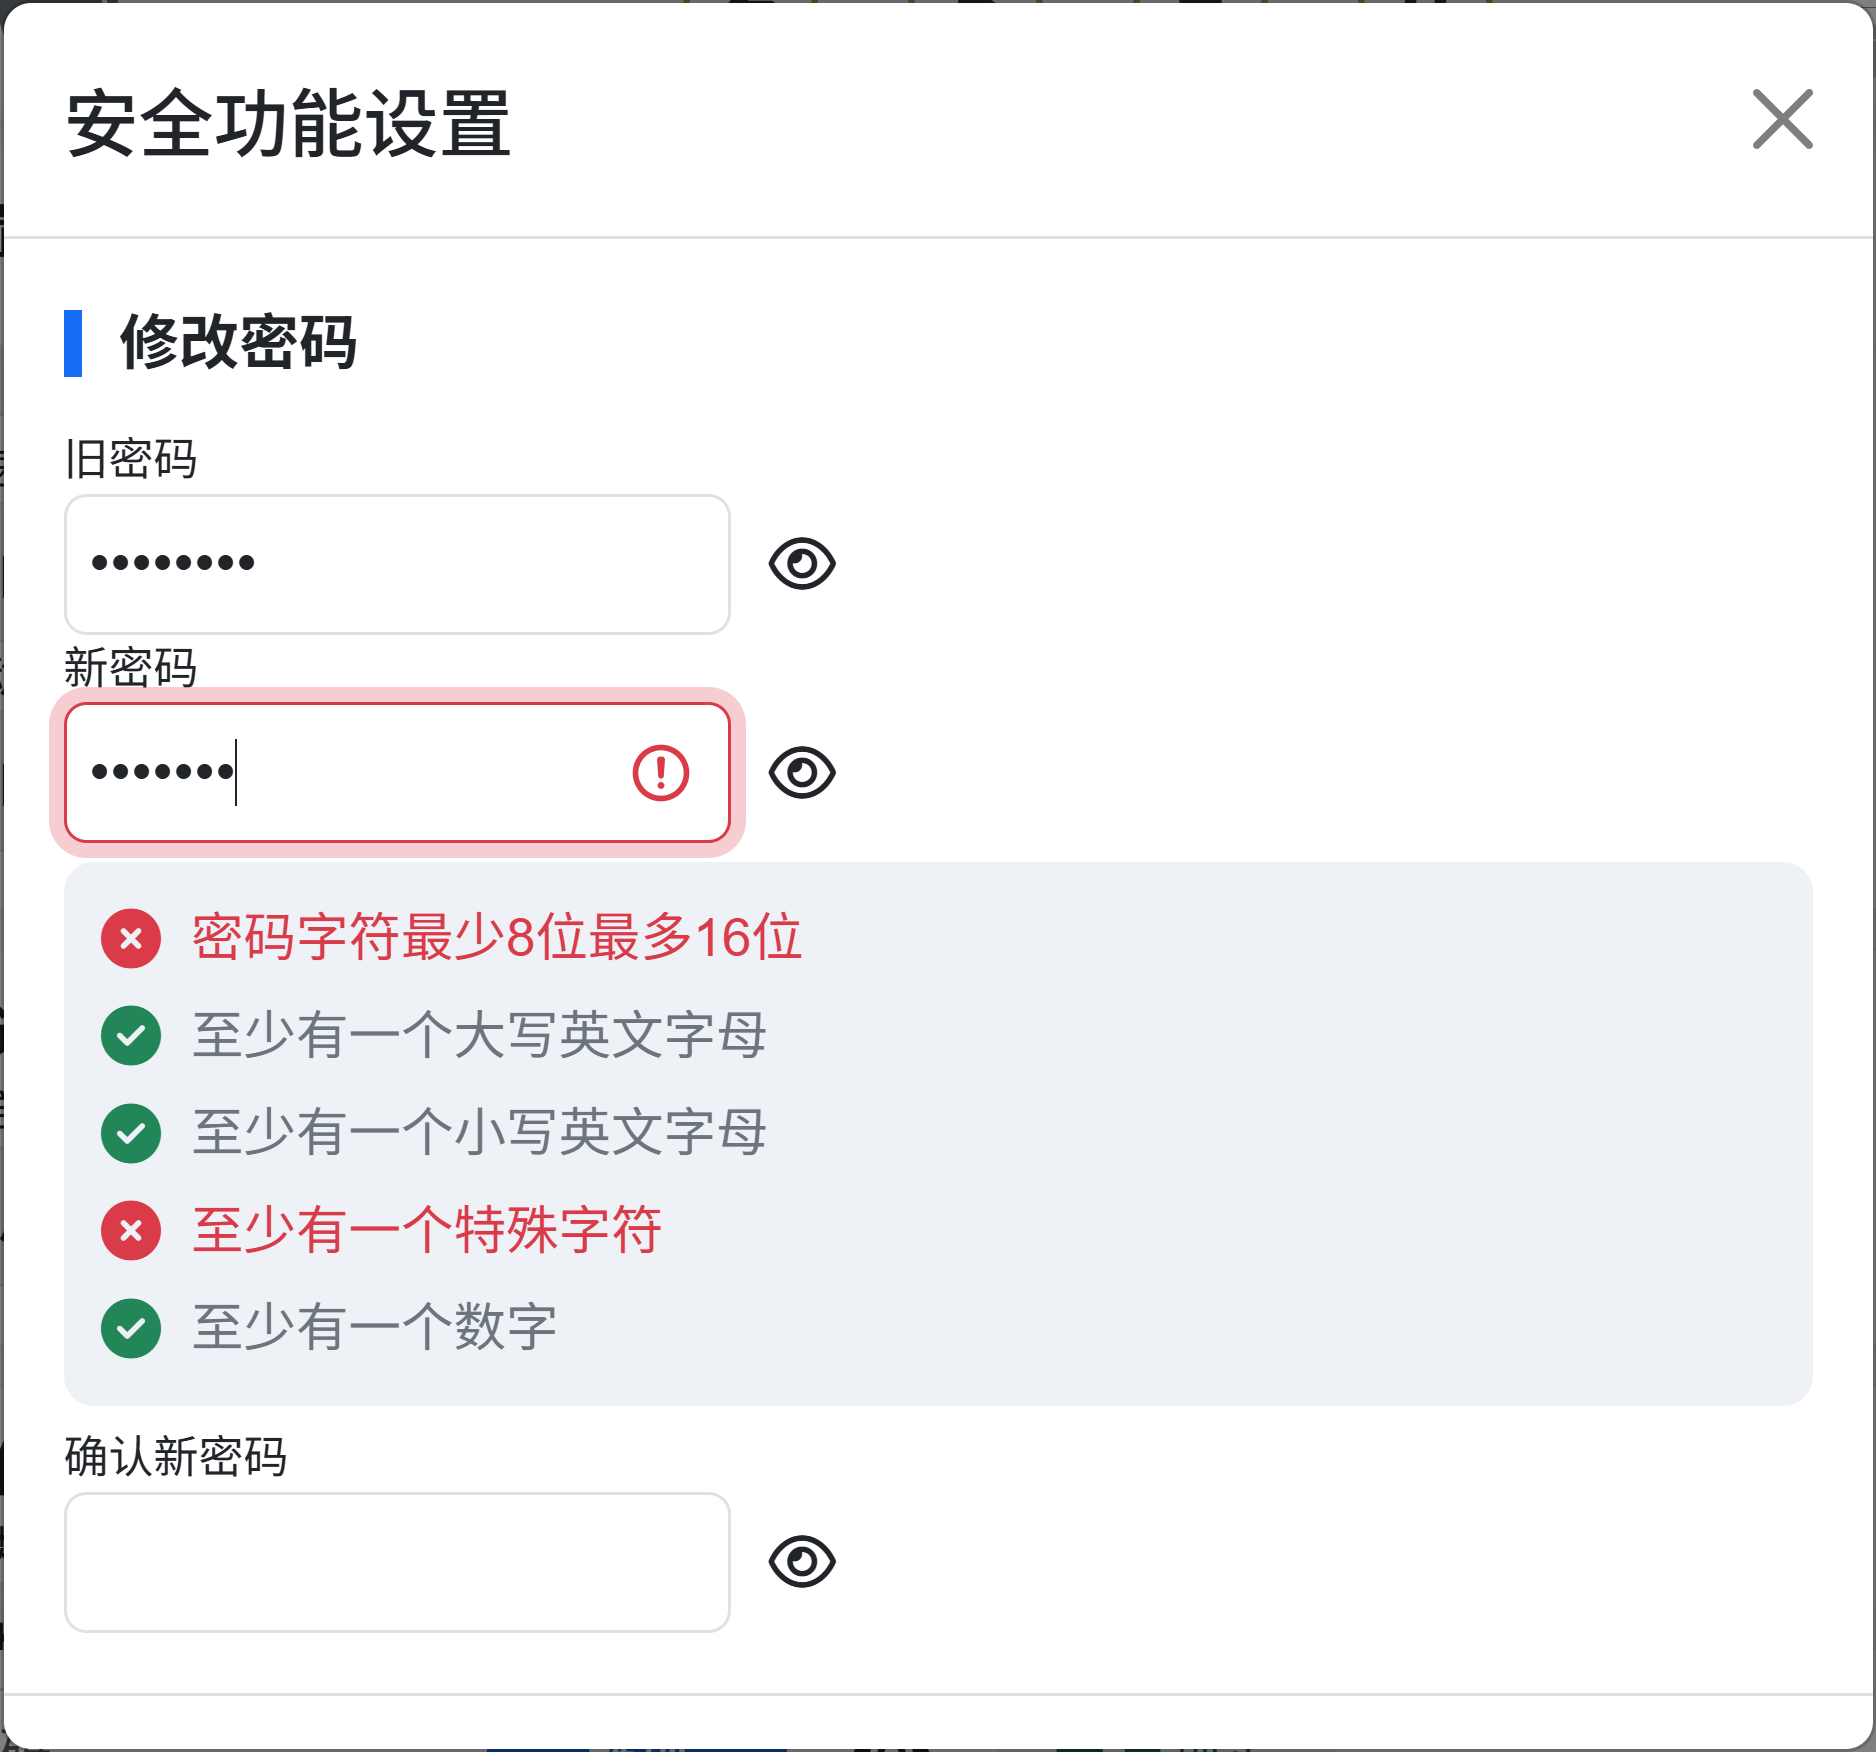 安全功能设置
修改密码
旧密码
••••••••
新密码
•••••••
密码字符最少8位最多16位
至少有一个大写英文字母
至少有一个小写英文字母
至少有一个特殊字符
至少有一个数字
确认新密码